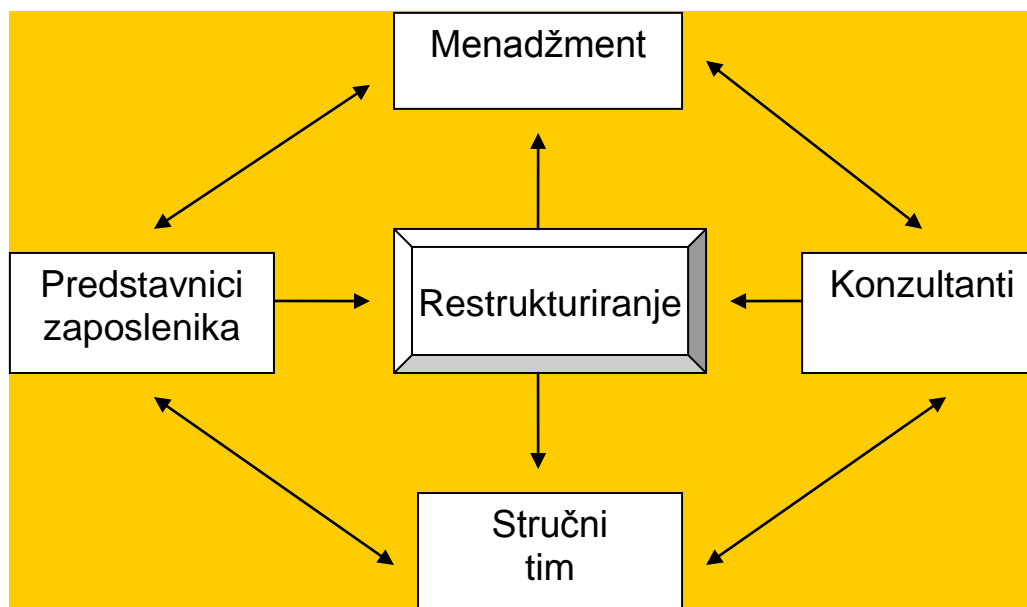 Menadžment
Predstavnici
zaposlenika
Restrukturiranje
Konzultanti
Stručni
tim